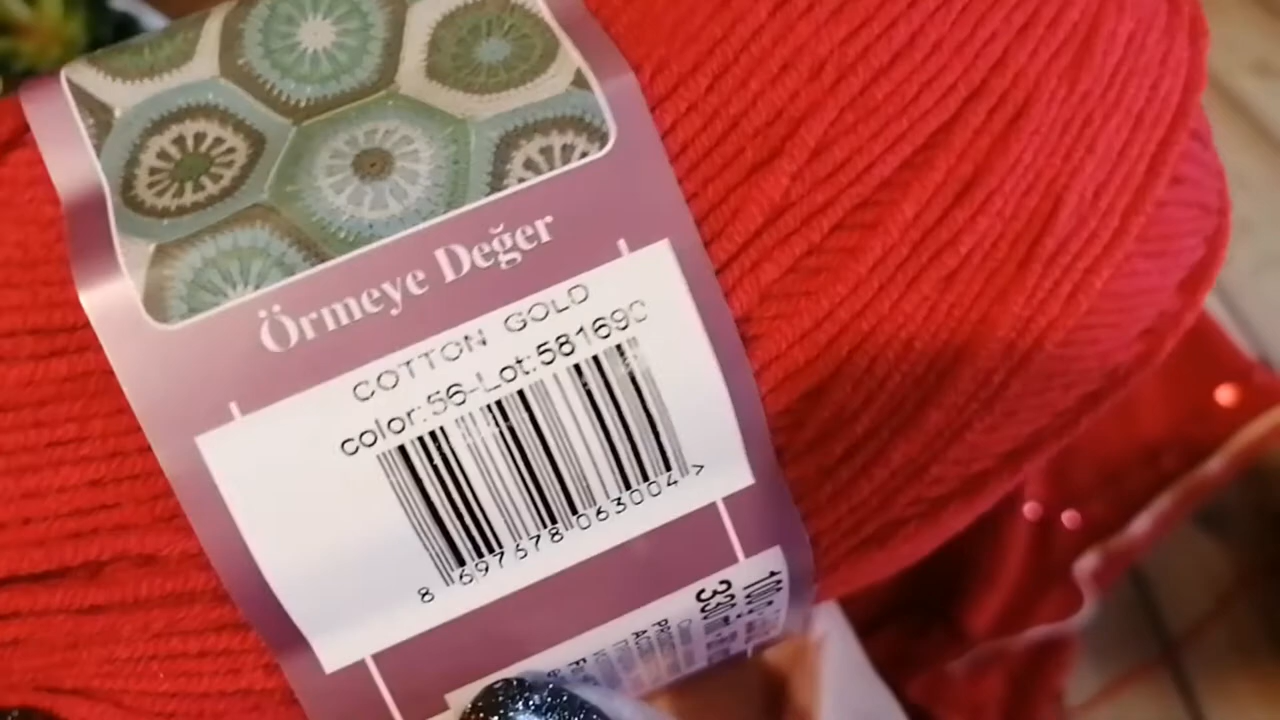 Örmeye Değer
COTTON GOLD
color:56-Lot:581690
8 697678 063004 >
100 g
330 m